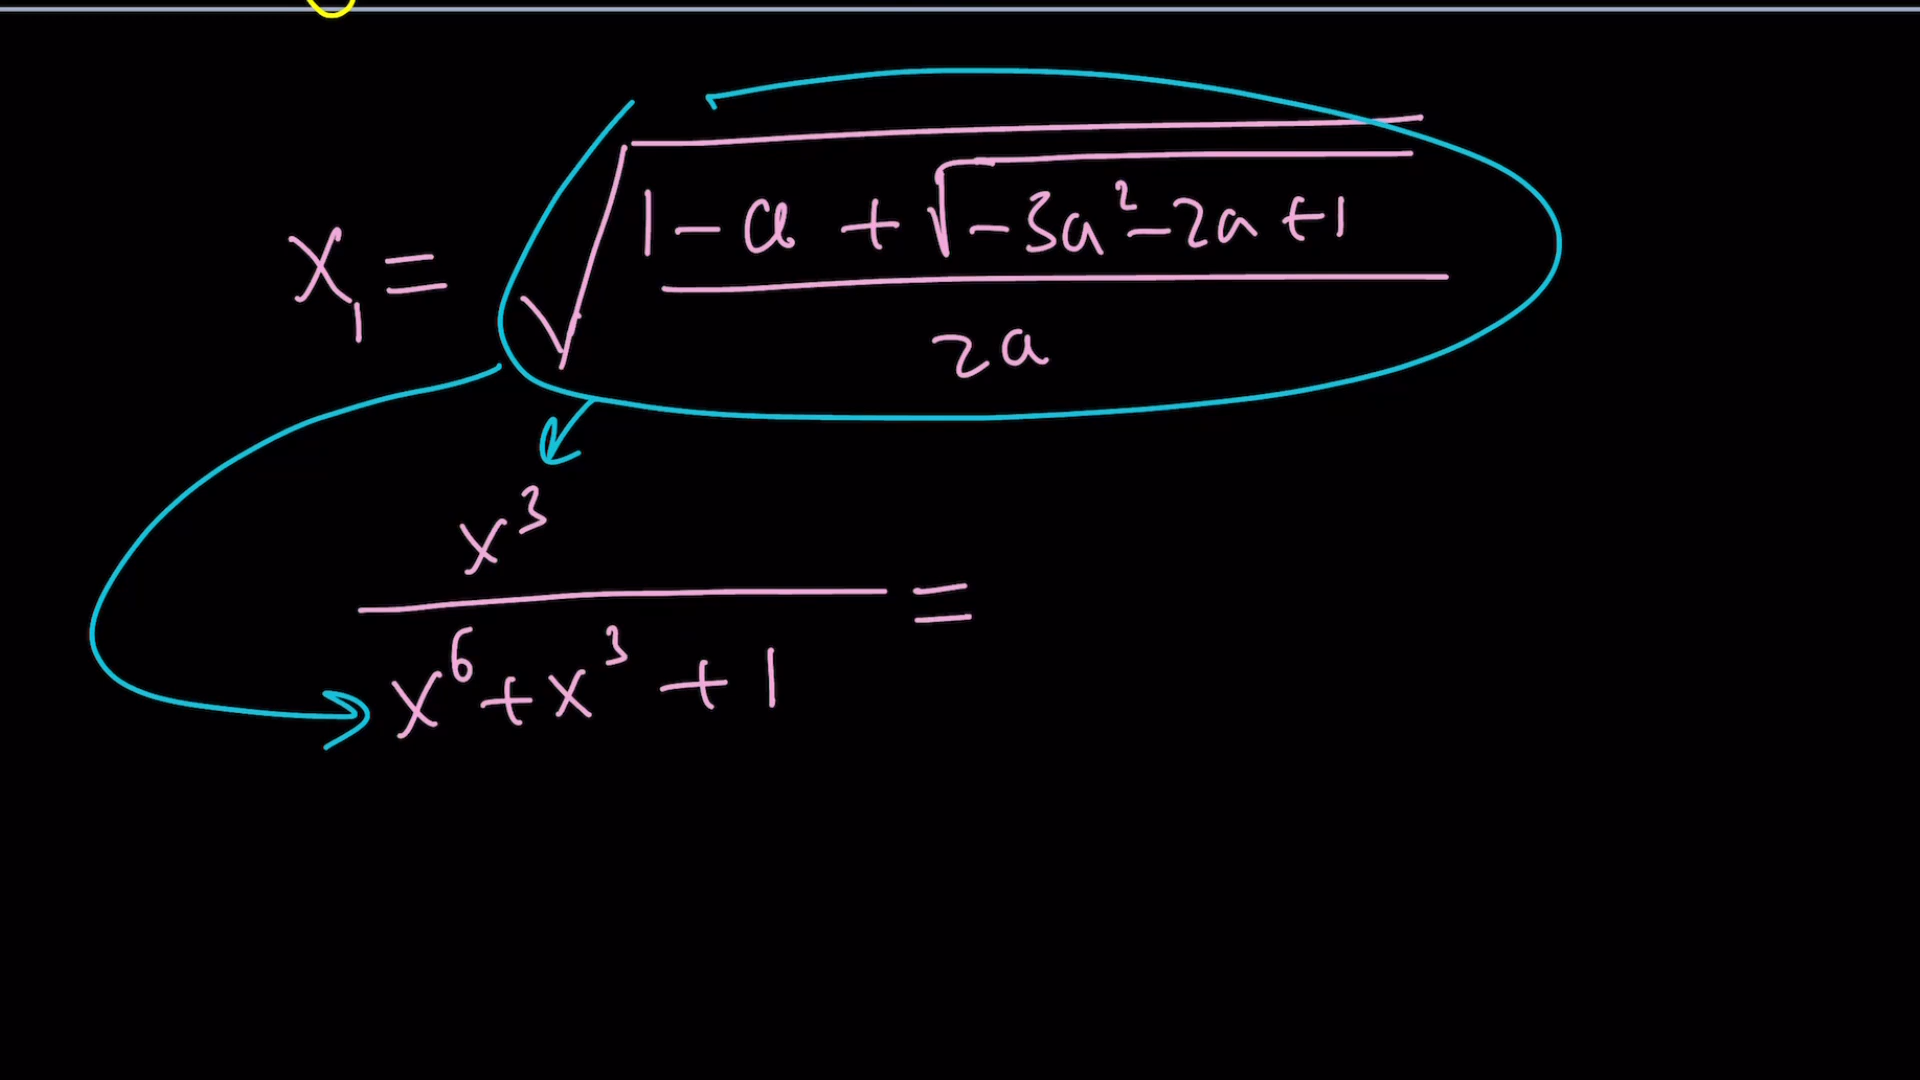 x₁ = √((1 - a + √(-3a² - 2a + 1)) / 2a)
x³ / (x⁶ + x³ + 1) =